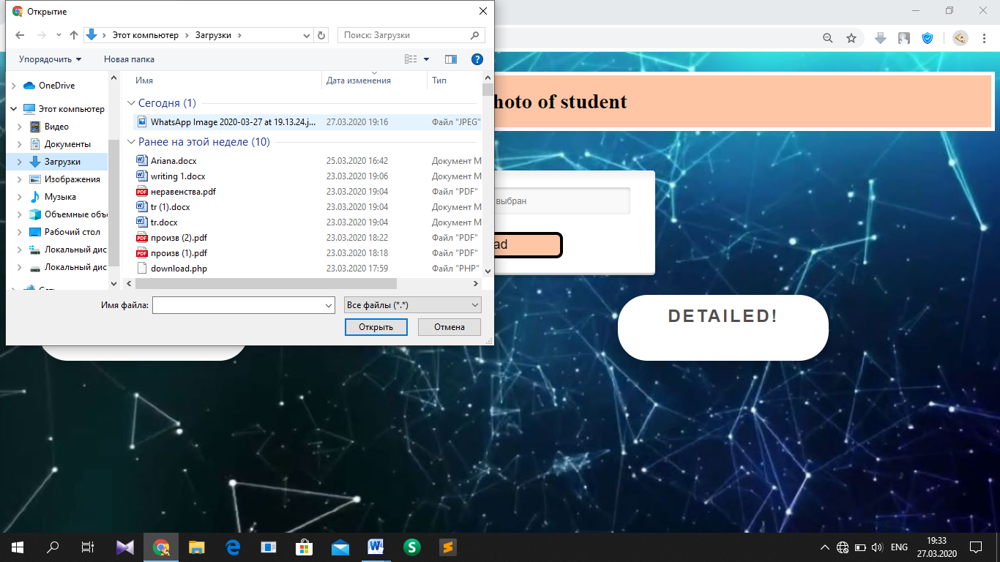 Открытие
Этот компьютер Загрузки
Поиск: Загрузки
Упорядочить Новая папка
Имя Дата изменения Тип
OneDrive
Этот компьютер
Видео
Документы
Загрузки
Изображения
Музыка
Объемные объ
Рабочий стол
Локальный дис
Локальный дис
Сегодня (1)
WhatsApp Image 2020-03-27 at 19.13.24.j... 27.03.2020 19:16 Файл "JPEG"
Ранее на этой неделе (10)
Ariana.docx 25.03.2020 16:42 Документ M
writing 1.docx 23.03.2020 19:06 Документ M
неравенства.pdf 23.03.2020 19:04 Файл "PDF"
tr (1).docx 23.03.2020 19:04 Документ M
tr.docx 23.03.2020 19:04 Документ M
произв (2).pdf 23.03.2020 18:22 Файл "PDF"
произв (1).pdf 23.03.2020 18:18 Файл "PDF"
download.php 23.03.2020 17:59 Файл "PHP"
Имя файла: Все файлы (*.*)
Открыть Отмена
hoto of student
выбран
ad
DETAILED!
ENG
19:33
27.03.2020